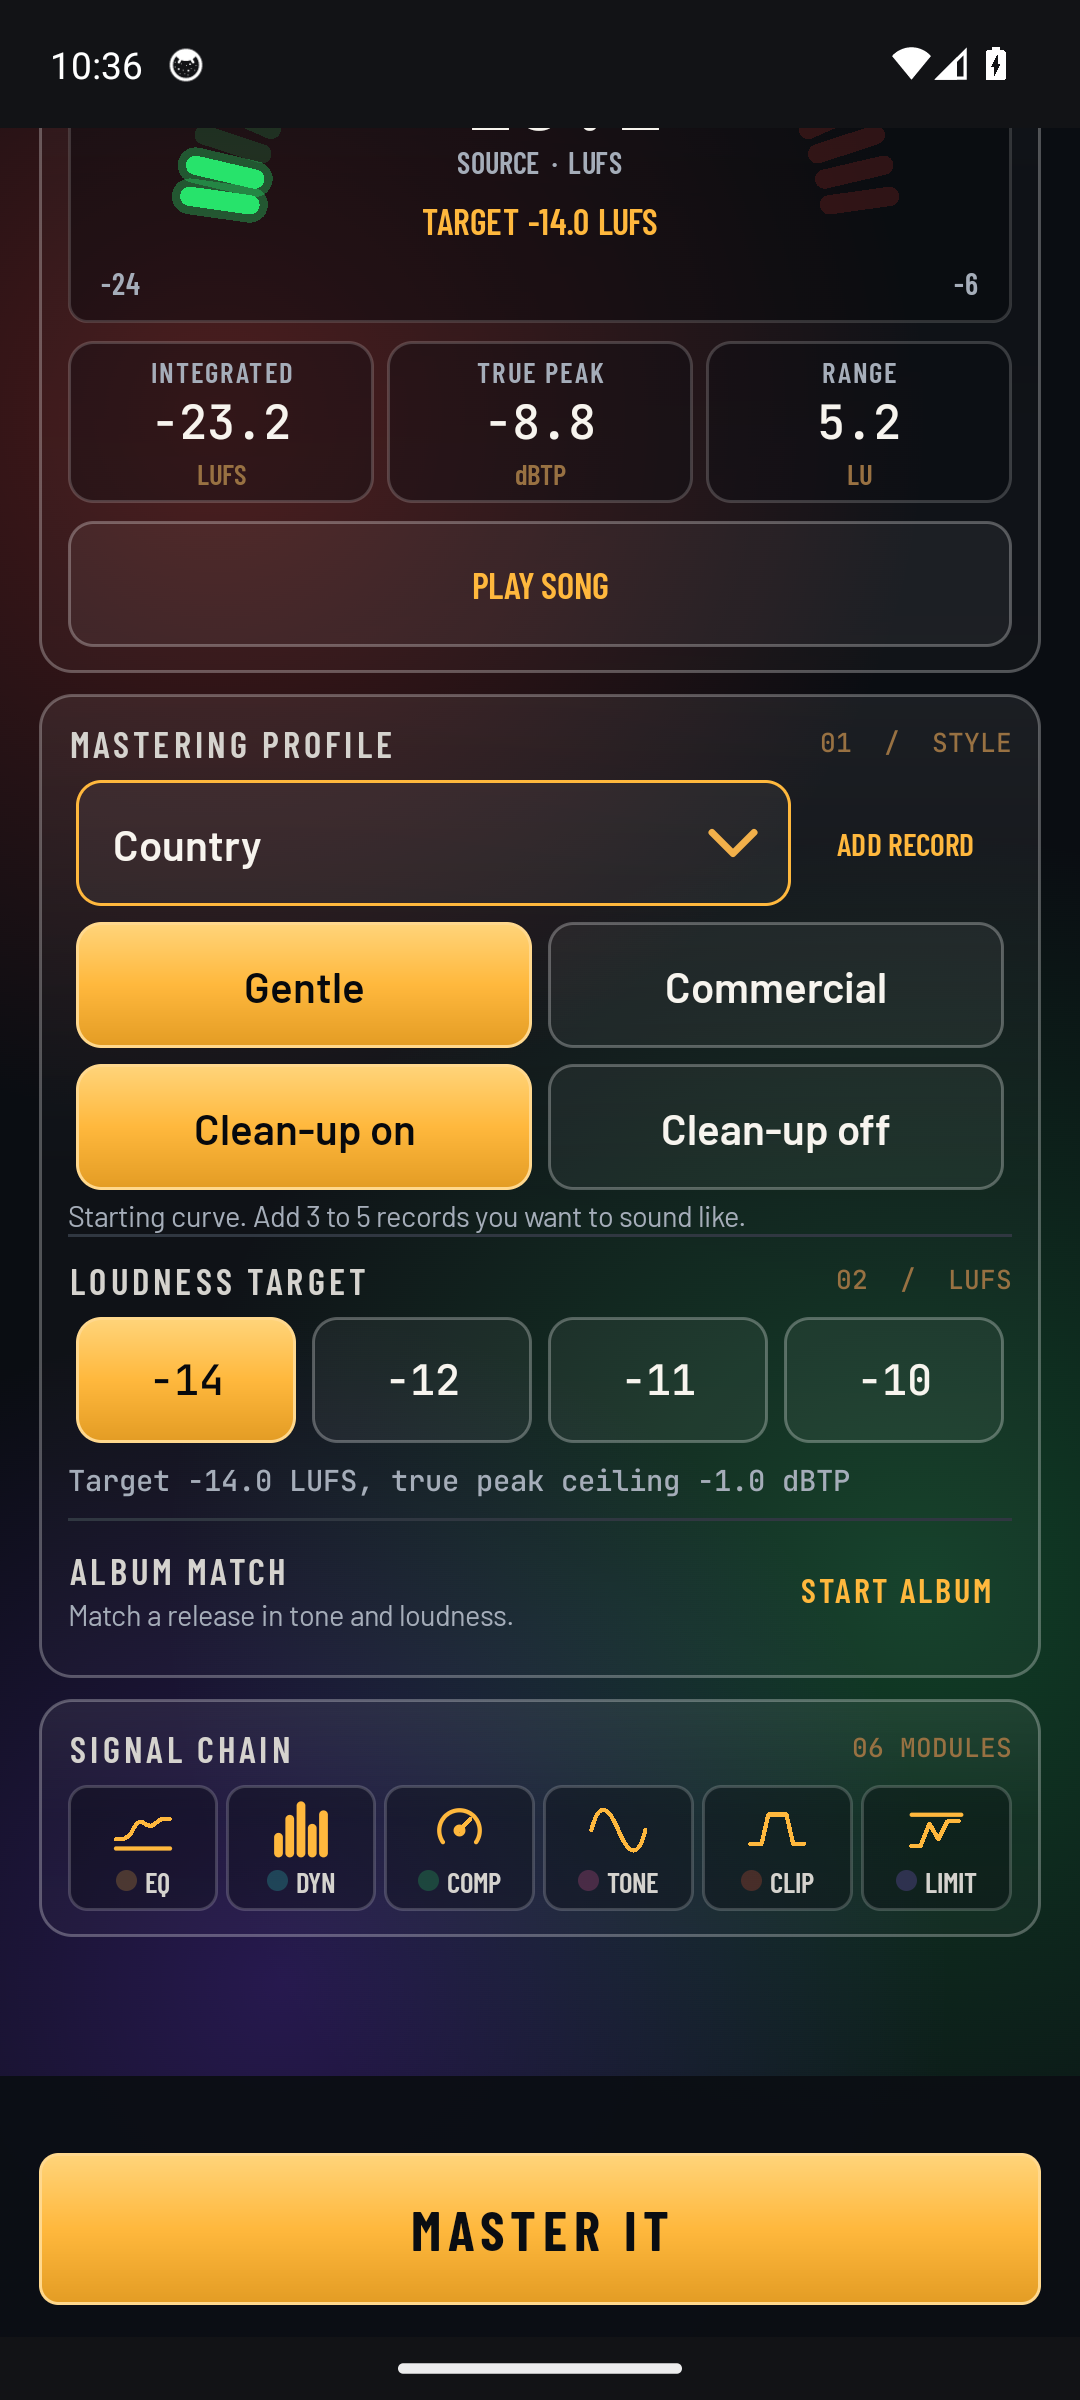 10:36
SOURCE · LUFS
TARGET -14.0 LUFS
-24 -6
INTEGRATED TRUE PEAK RANGE
-23.2 -8.8 5.2
LUFS dBTP LU
PLAY SONG
MASTERING PROFILE 01 / STYLE
Country ADD RECORD
Gentle Commercial
Clean-up on Clean-up off
Starting curve. Add 3 to 5 records you want to sound like.
LOUDNESS TARGET 02 / LUFS
-14 -12 -11 -10
Target -14.0 LUFS, true peak ceiling -1.0 dBTP
ALBUM MATCH
Match a release in tone and loudness.
START ALBUM
SIGNAL CHAIN 06 MODULES
EQ DYN COMP TONE CLIP LIMIT
MASTER IT